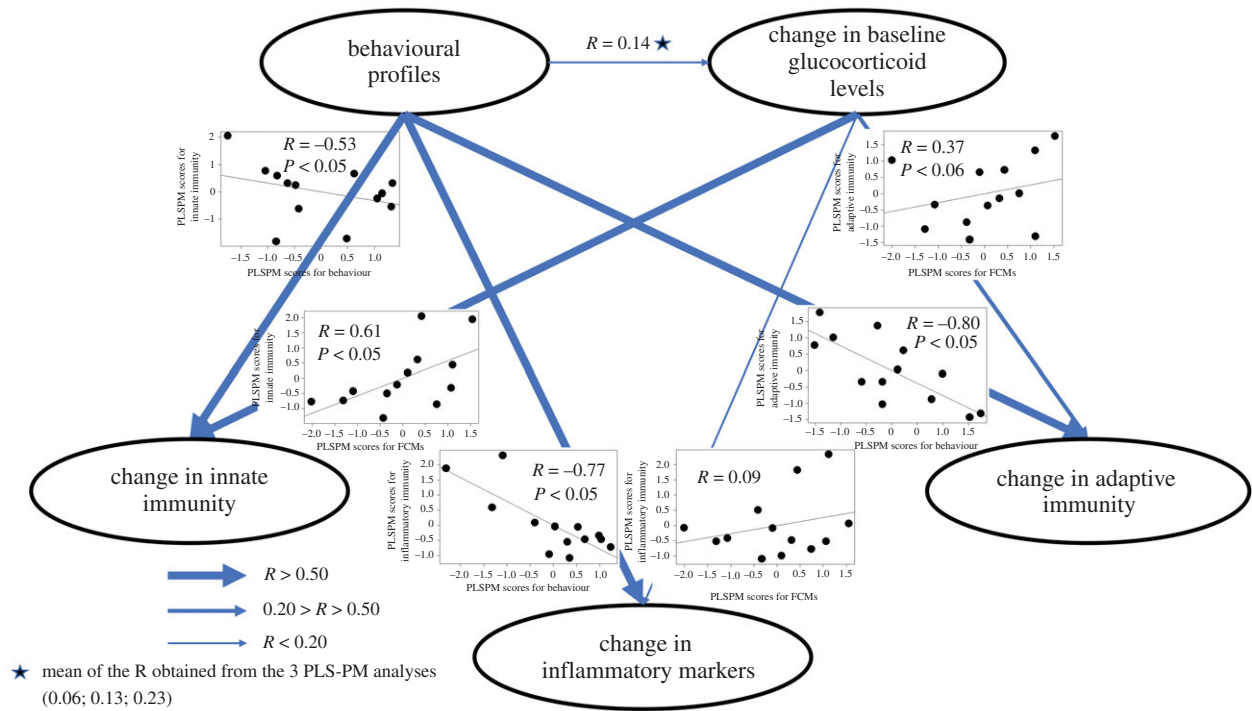 behavioural
profiles
R = 0.14 ★
change in baseline
glucocorticoid
levels
R = –0.53
P < 0.05
PLSPM scores for
innate immunity
2
1
0
–1
–1.5 –1.0 –0.5 0 0.5 1.0
PLSPM scores for behaviour
R = 0.37
P < 0.06
PLSPM scores for
adaptive immunity
1.5
1.0
0.5
0
–0.5
–1.0
–1.5
–2.0 –1.5 –1.0 –0.5 0 0.5 1.0 1.5
PLSPM scores for FCMs
R = 0.61
P < 0.05
PLSPM scores for
innate immunity
2.0
1.5
1.0
0.5
0
–0.5
–1.0
–2.0 –1.5 –1.0 –0.5 0 0.5 1.0 1.5
PLSPM scores for FCMs
R = –0.80
P < 0.05
PLSPM scores for
adaptive immunity
1.5
1.0
0.5
0
–0.5
–1.0
–1.5
–1.5 –1.0 –0.5 0 0.5 1.0 1.5
PLSPM scores for behaviour
change in innate
immunity
R = –0.77
P < 0.05
PLSPM scores for
inflammatory immunity
2.0
1.5
1.0
0.5
0
–0.5
–1.0
–2.0 –1.5 –1.0 –0.5 0 0.5 1.0
PLSPM scores for behaviour
R = 0.09
PLSPM scores for
inflammatory immunity
2.0
1.5
1.0
0.5
0
–0.5
–1.0
–2.0 –1.5 –1.0 –0.5 0 0.5 1.0 1.5
PLSPM scores for FCMs
change in adaptive
immunity
R > 0.50
0.20 > R > 0.50
R < 0.20
★ mean of the R obtained from the 3 PLS-PM analyses
(0.06; 0.13; 0.23)
change in
inflammatory markers